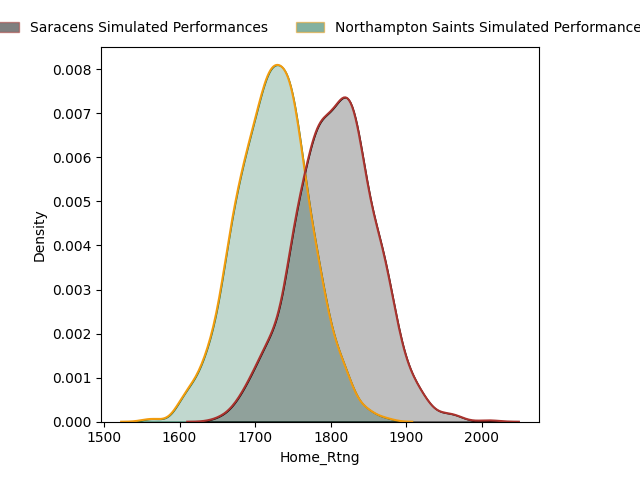 Saracens Simulated Performances Northampton Saints Simulated Performance
0.008
0.007
0.006
0.005
0.004
0.003
0.002
0.001
0.000
Density
1500 1600 1700 1800 1900 2000
Home_Rtng